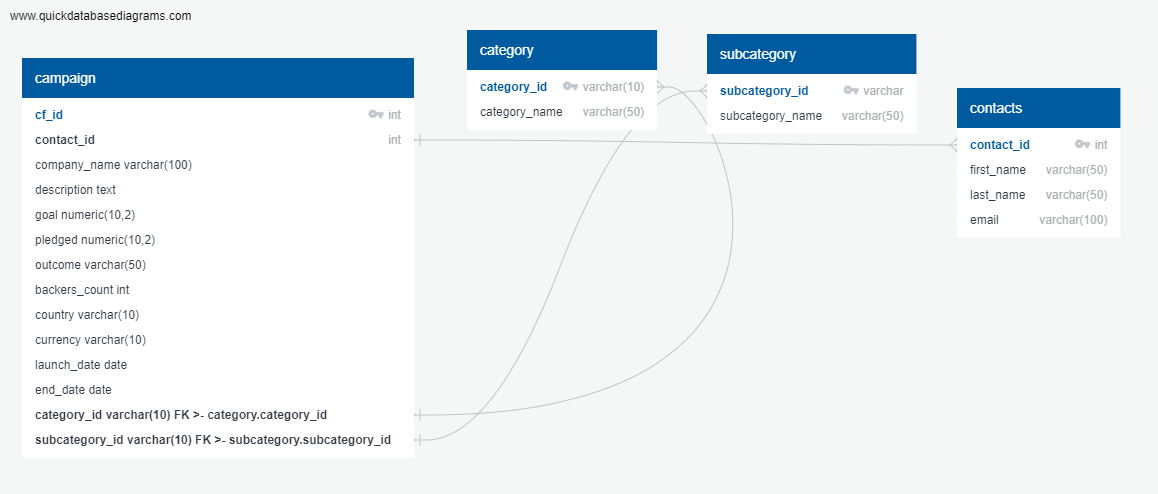 www.quickdatabasediagrams.com
campaign
cf_id int
contact_id int
company_name varchar(100)
description text
goal numeric(10,2)
pledged numeric(10,2)
outcome varchar(50)
backers_count int
country varchar(10)
currency varchar(10)
launch_date date
end_date date
category_id varchar(10) FK >- category.category_id
subcategory_id varchar(10) FK >- subcategory.subcategory_id
category
category_id varchar(10)
category_name varchar(50)
subcategory
subcategory_id varchar
subcategory_name varchar(50)
contacts
contact_id int
first_name varchar(50)
last_name varchar(50)
email varchar(100)